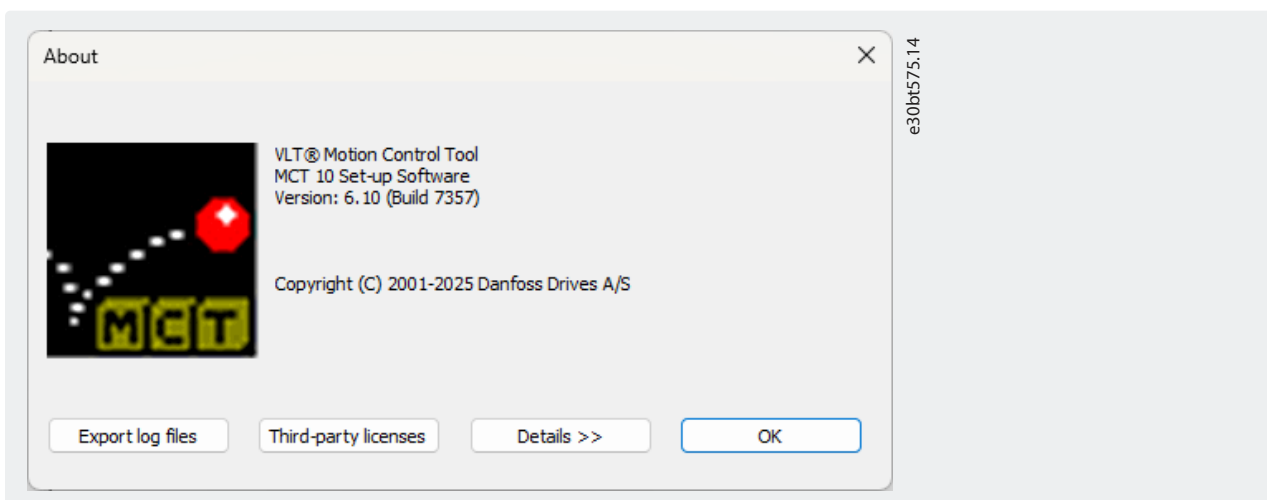 About
e30bt575.14
VLT® Motion Control Tool
MCT 10 Set-up Software
Version: 6.10 (Build 7357)
Copyright (C) 2001-2025 Danfoss Drives A/S
MCT
Export log files
Third-party licenses
Details >>
OK